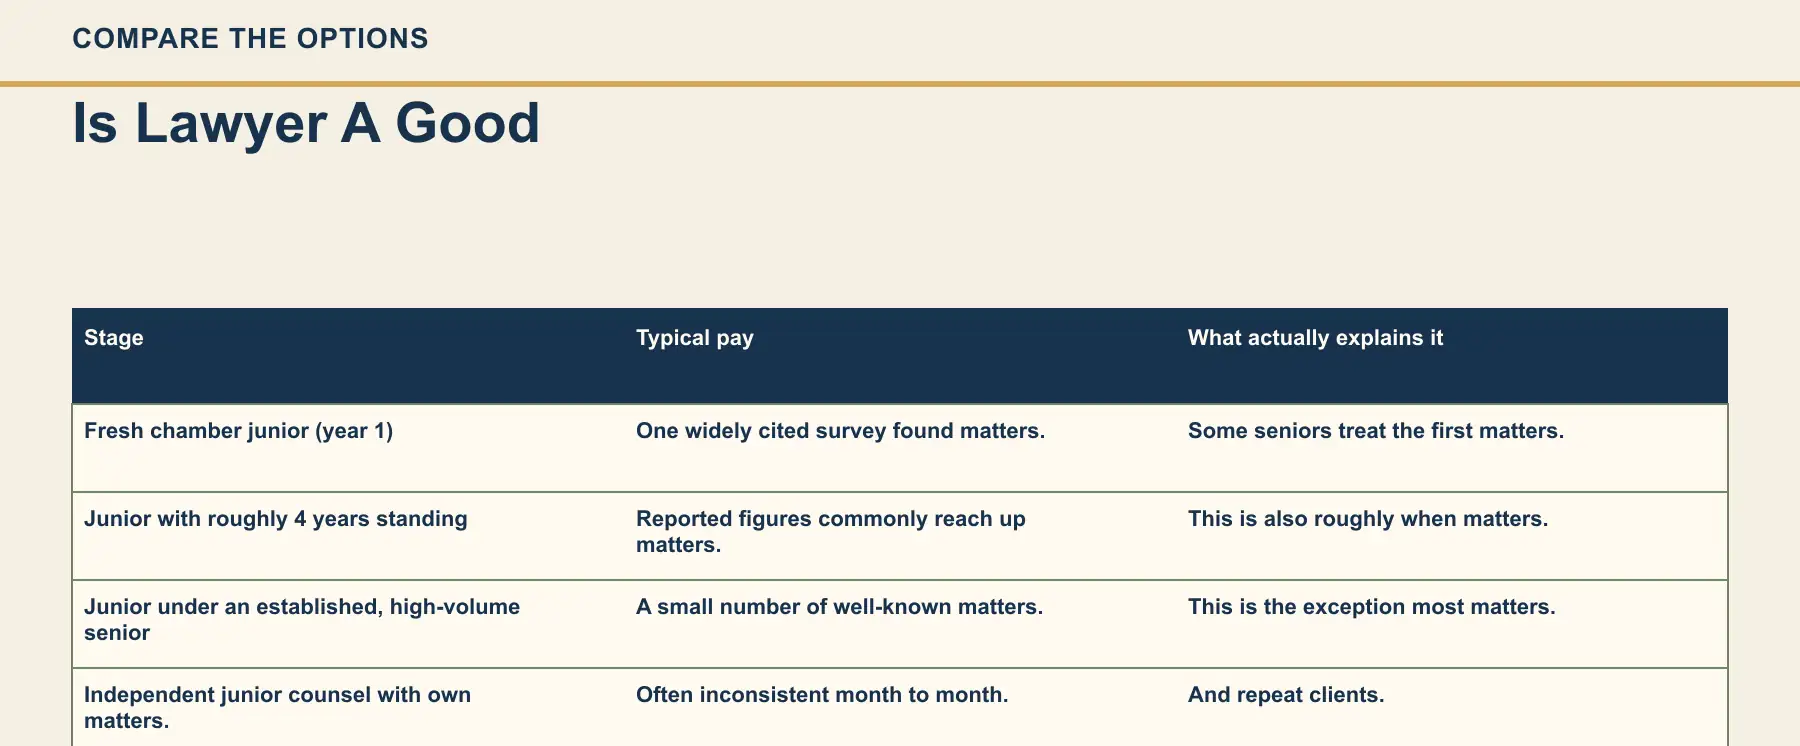 COMPARE THE OPTIONS
Is Lawyer A Good
Stage
Typical pay
What actually explains it
Fresh chamber junior (year 1)
One widely cited survey found matters.
Some seniors treat the first matters.
Junior with roughly 4 years standing
Reported figures commonly reach up
matters.
This is also roughly when matters.
Junior under an established, high-volume
senior
A small number of well-known matters.
This is the exception most matters.
Independent junior counsel with own
matters.
Often inconsistent month to month.
And repeat clients.